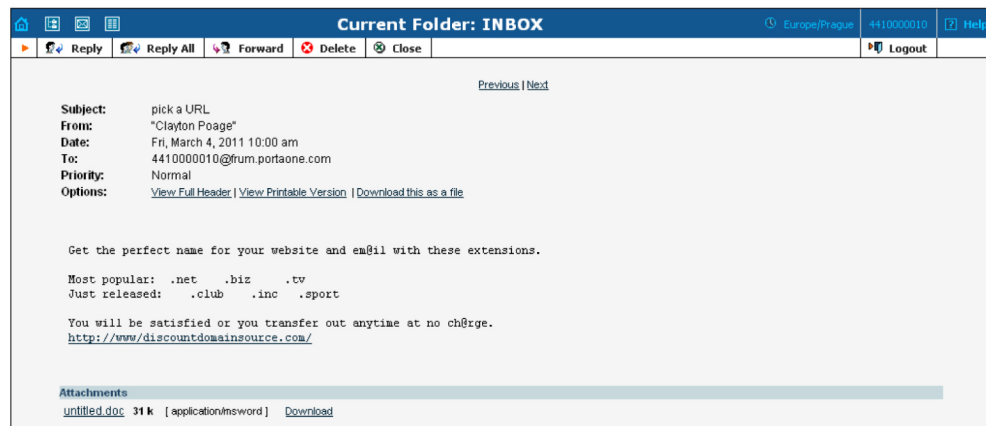 Current Folder: INBOX
Europe/Prague 4410000010 ? Help
Reply Reply All Forward Delete Close Logout
Previous | Next
Subject: pick a URL
From: "Clayton Poage"
Date: Fri, March 4, 2011 10:00 am
To: 4410000010@frum.portaone.com
Priority: Normal
Options: View Full Header | View Printable Version | Download this as a file
Get the perfect name for your website and em@il with these extensions.
Most popular: .net .biz .tv
Just released: .club .inc .sport
You will be satisfied or you transfer out anytime at no ch@rge.
http://www/discountdomainsource.com/
Attachments
untitled.doc 31 k [ application/msword ] Download